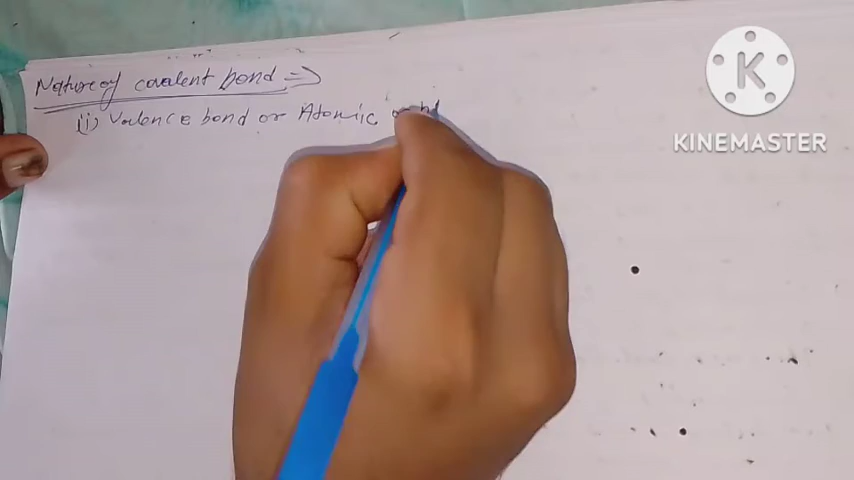 Nature of covalent bond =>
(i) Valence bond or Atomic
K
KINEMASTER